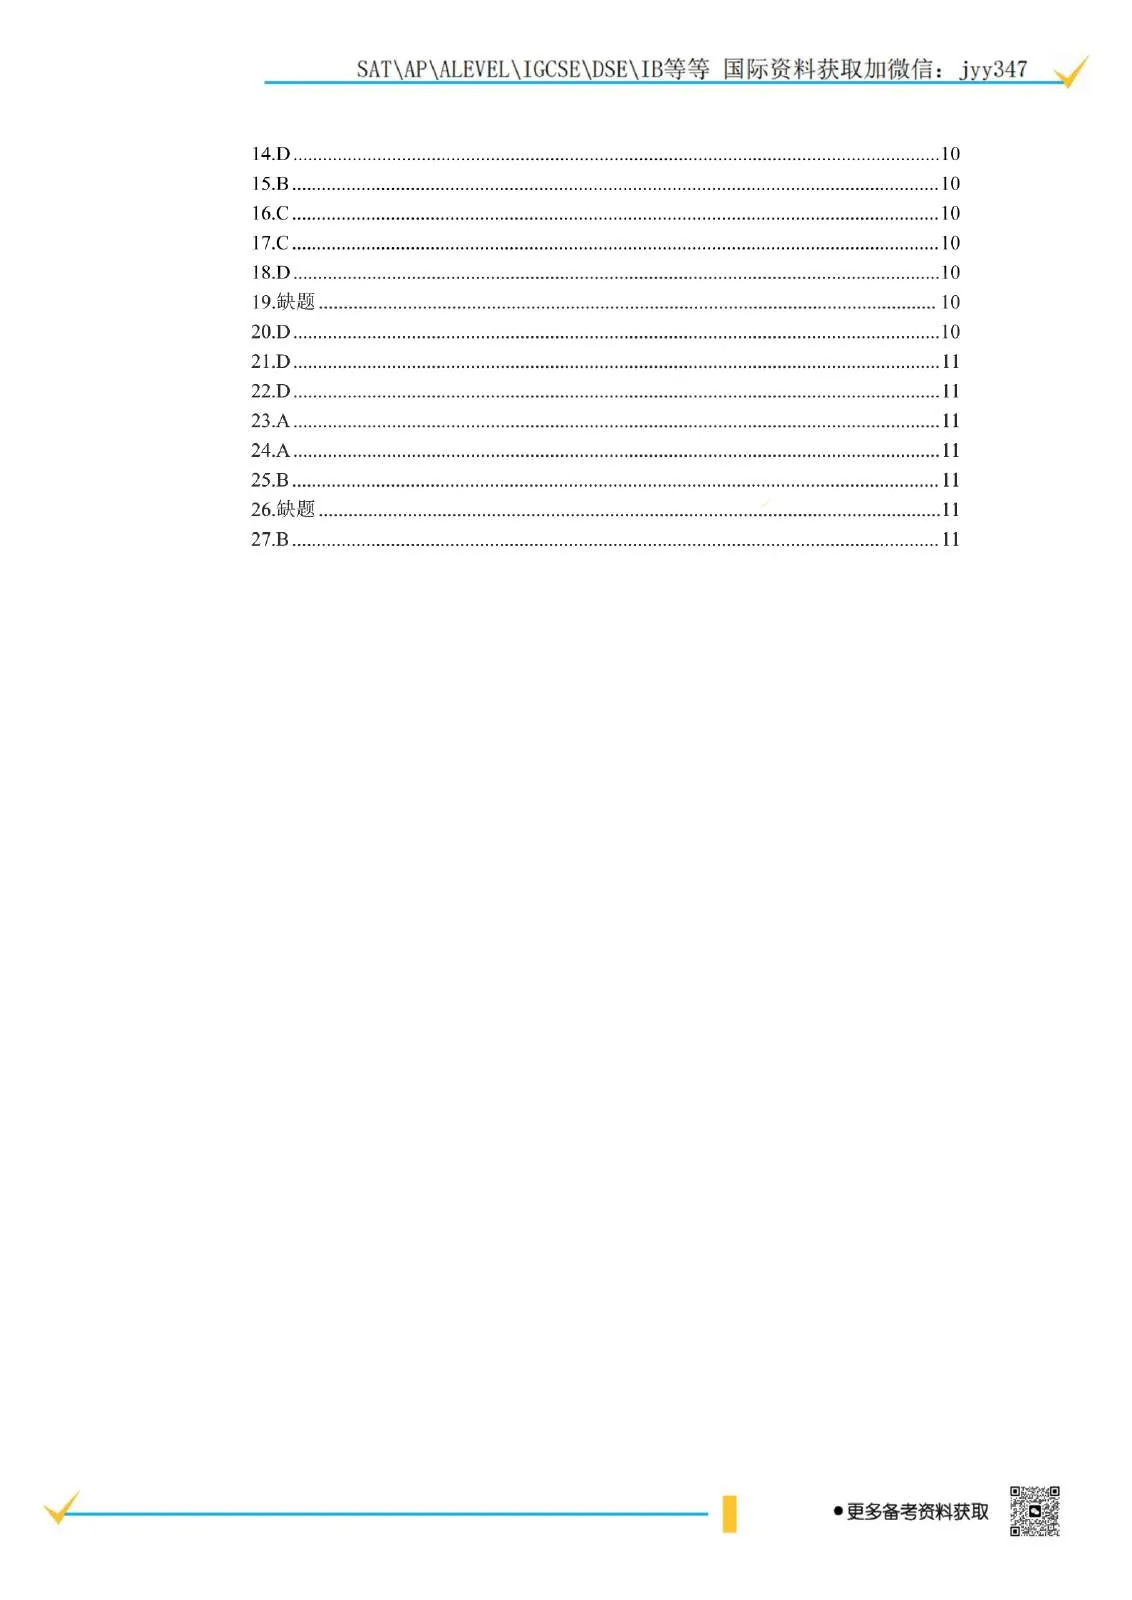 SAT\AP\ALEVEL\IGCSE\DSE\IB等等 国际资料获取加微信：jyy347
14.D........................10
15.B........................10
16.C........................10
17.C........................10
18.D........................10
19.缺题........................10
20.D........................10
21.D........................11
22.D........................11
23.A........................11
24.A........................11
25.B........................11
26.缺题........................11
27.B........................11
●更多备考资料获取